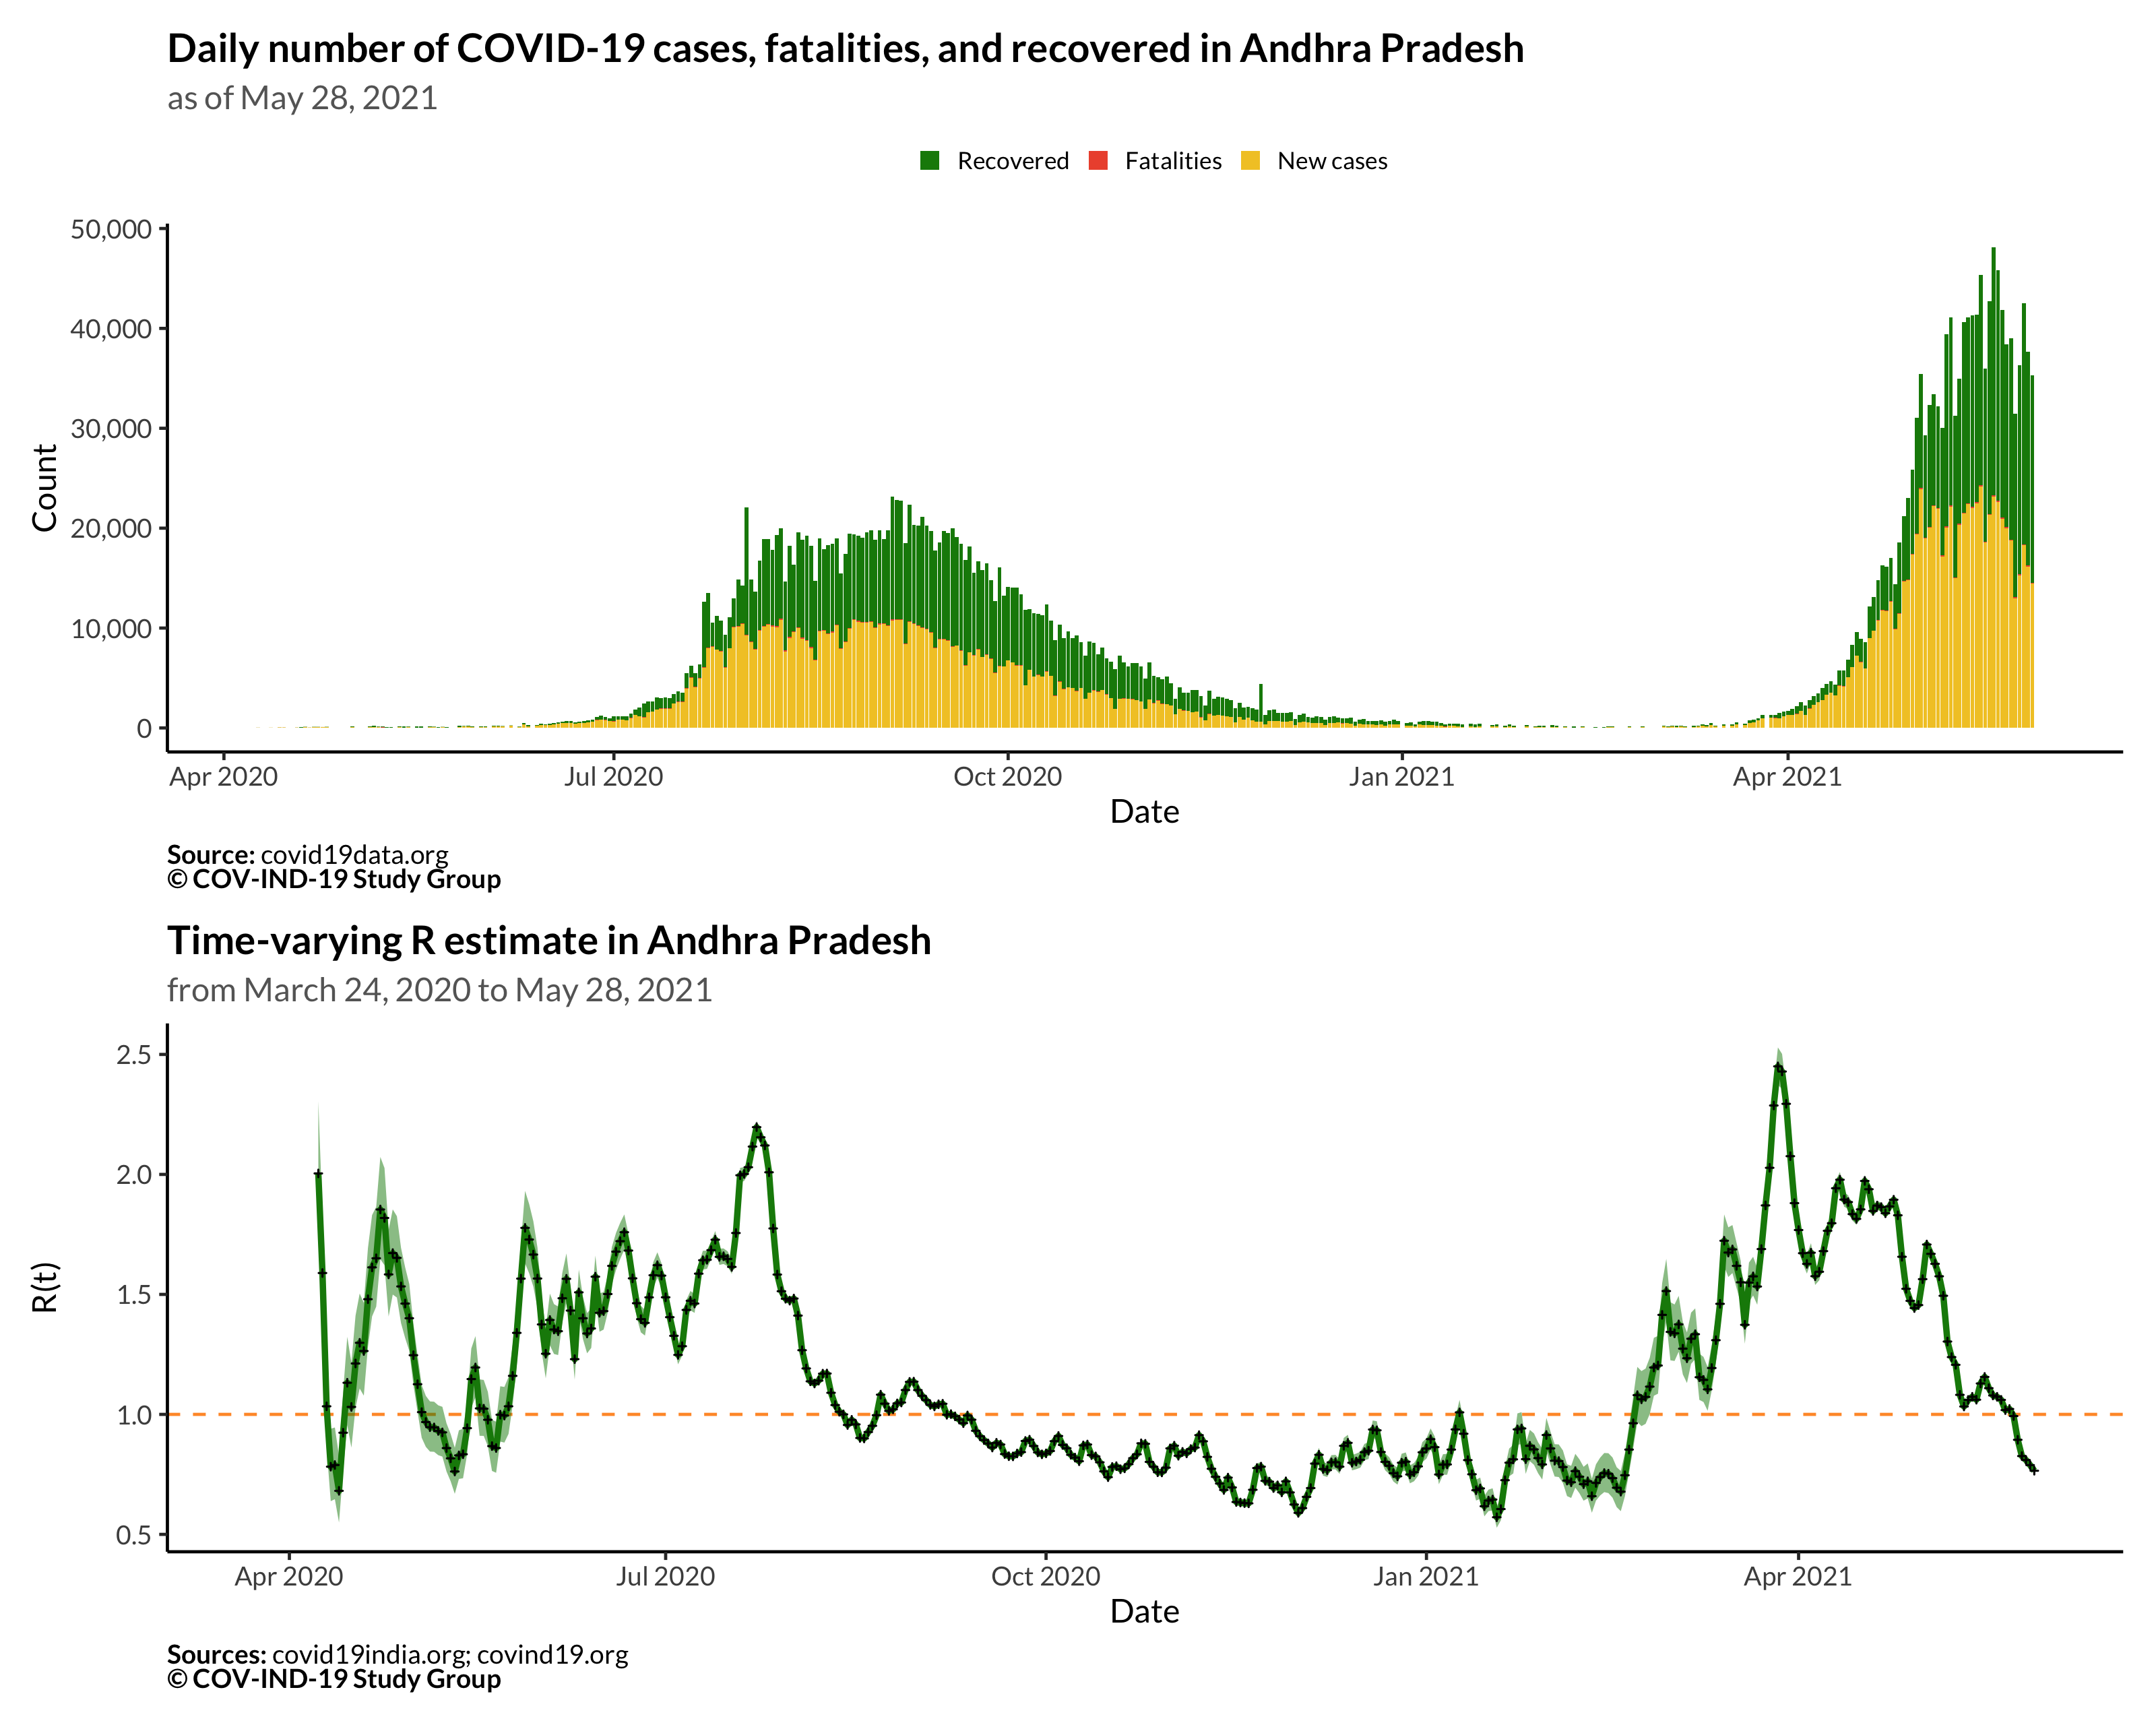 Daily number of COVID-19 cases, fatalities, and recovered in Andhra Pradesh
as of May 28, 2021
Recovered Fatalities New cases
50,000
40,000
30,000
20,000
10,000
0
Count
Apr 2020 Jul 2020 Oct 2020 Jan 2021 Apr 2021
Date
Source: covid19data.org
© COV-IND-19 Study Group
Time-varying R estimate in Andhra Pradesh
from March 24, 2020 to May 28, 2021
2.5
2.0
1.5
1.0
0.5
R(t)
Apr 2020 Jul 2020 Oct 2020 Jan 2021 Apr 2021
Date
Sources: covid19india.org; covind19.org
© COV-IND-19 Study Group